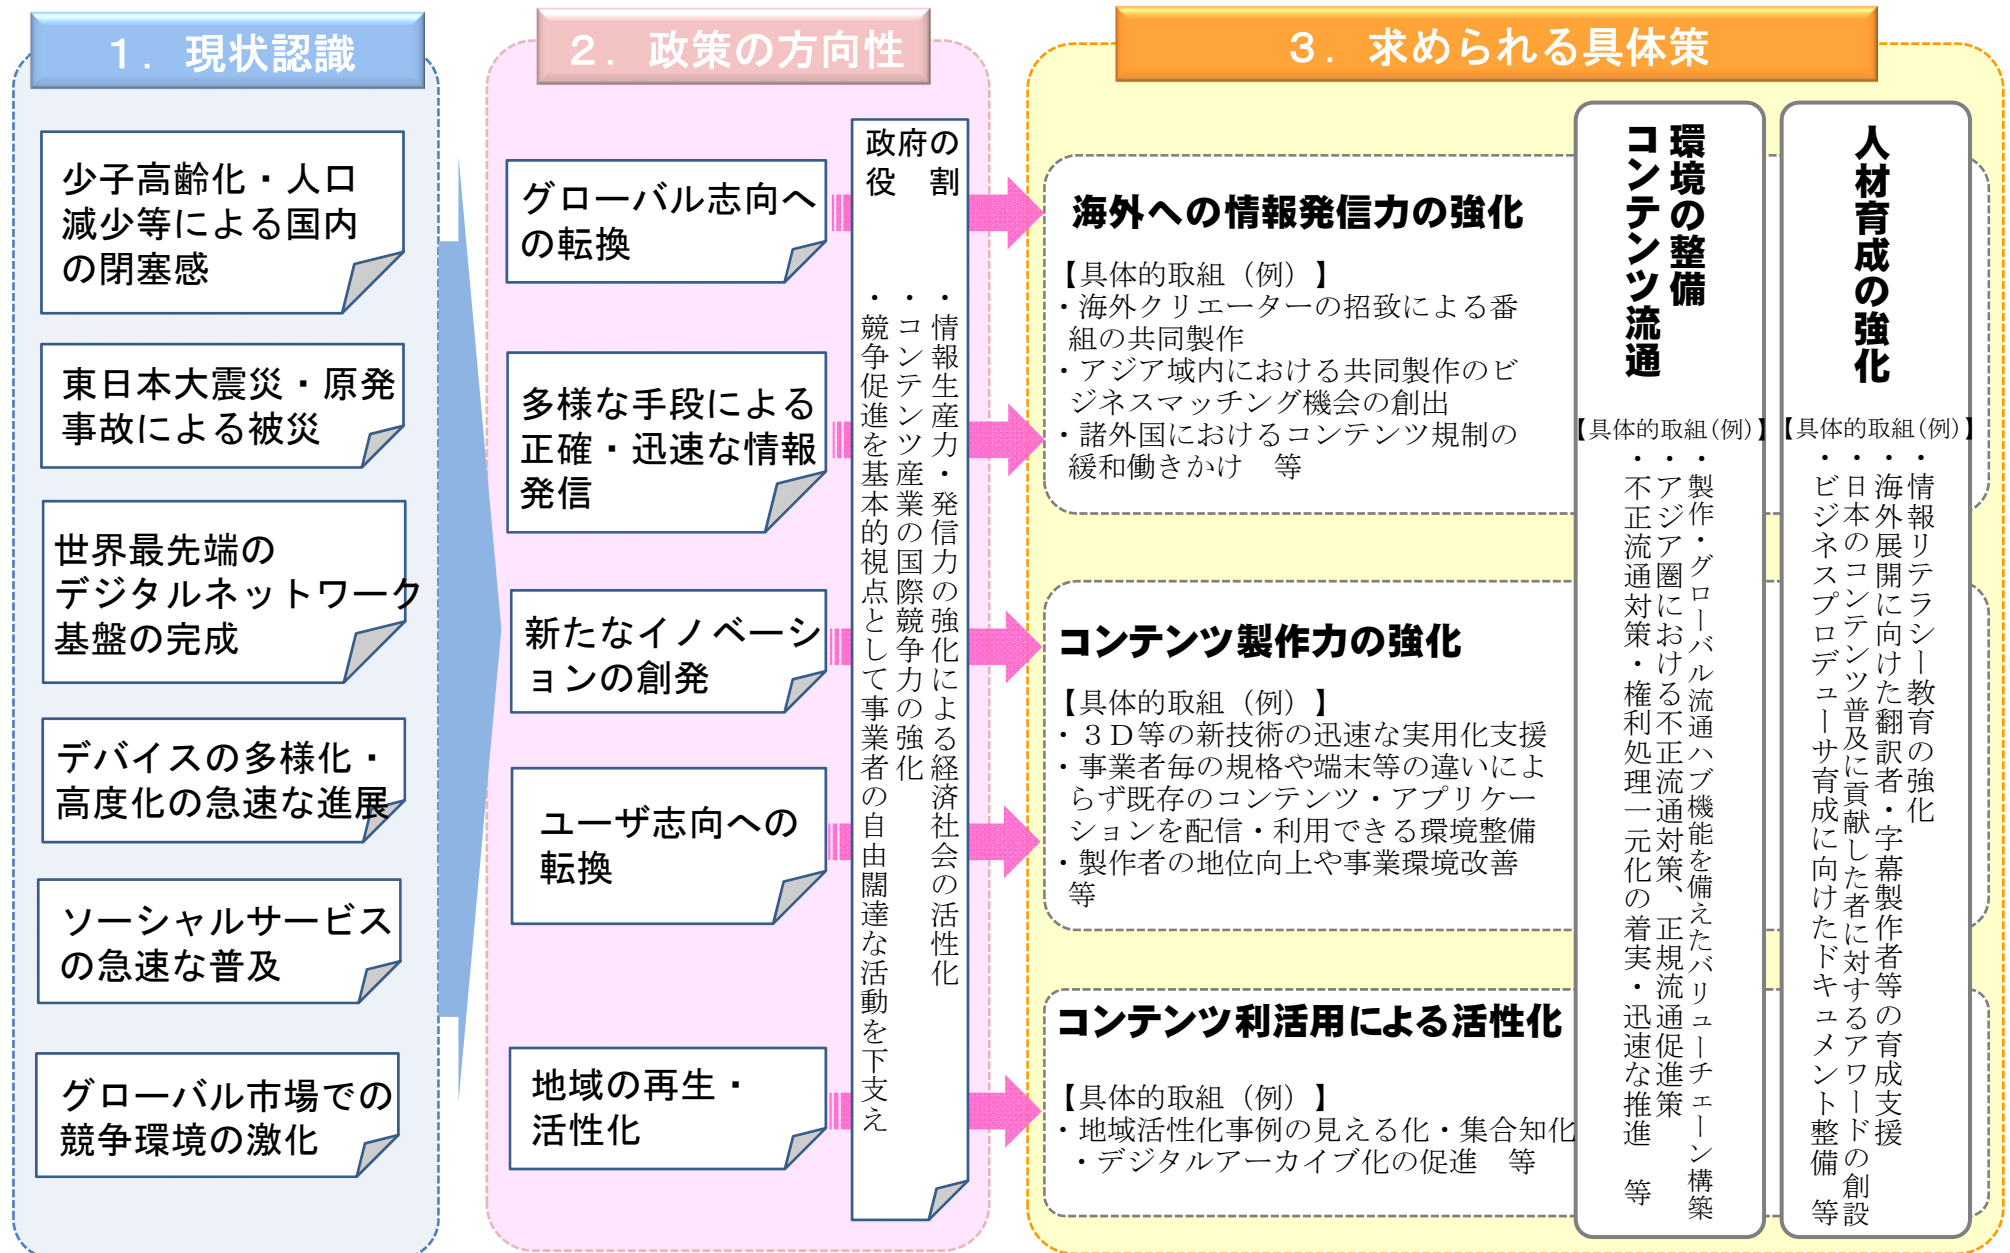 １．現状認識
少子高齢化・人口
減少等による国内
の閉塞感
東日本大震災・原発
事故による被災
世界最先端の
デジタルネットワーク
基盤の完成
デバイスの多様化・
高度化の急速な進展
ソーシャルサービス
の急速な普及
グローバル市場での
競争環境の激化
２．政策の方向性
グローバル志向へ
の転換
多様な手段による
正確・迅速な情報
発信
新たなイノベーシ
ョンの創発
ユーザ志向への
転換
地域の再生・
活性化
政府の
役　割
・情報生産力・発信力の強化による経済社会の活性化
・コンテンツ産業の国際競争力の強化
・競争促進を基本的視点として事業者の自由闊達な活動を下支え
３．求められる具体策
海外への情報発信力の強化
【具体的取組（例）】
・海外クリエーターの招致による番
組の共同製作
・アジア域内における共同製作のビ
ジネスマッチング機会の創出
・諸外国におけるコンテンツ規制の
緩和働きかけ　等
コンテンツ製作力の強化
【具体的取組（例）】
・３Ｄ等の新技術の迅速な実用化支援
・事業者毎の規格や端末等の違いによ
らず既存のコンテンツ・アプリケー
ションを配信・利用できる環境整備
・製作者の地位向上や事業環境改善
等
コンテンツ利活用による活性化
【具体的取組（例）】
・地域活性化事例の見える化・集合知化
・デジタルアーカイブ化の促進　等
環境の整備
コンテンツ流通
【具体的取組(例)】
・製作・グローバル流通ハブ機能を備えたバリューチェーン構築
・アジア圏における不正流通対策、正規流通促進策
・不正流通対策・権利処理一元化の着実・迅速な推進　等
人材育成の強化
【具体的取組(例)】
・情報リテラシー教育の強化
・海外展開に向けた翻訳者・字幕製作者等の育成支援
・日本のコンテンツ普及に貢献した者に対するアワードの創設
・ビジネスプロデューサ育成に向けたドキュメント整備　等